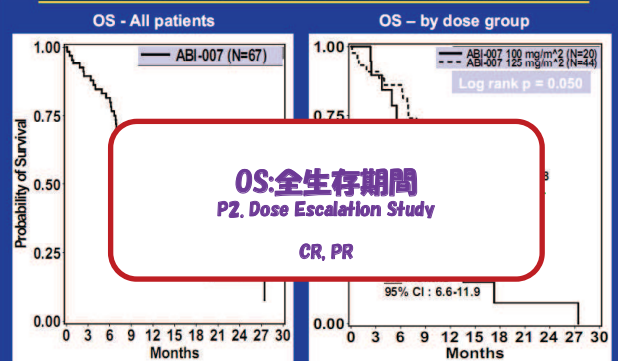 OS - All patients
OS – by dose group
1.00
ABI-007 (N=67)
0.75
0.50
0.25
0.00
Probability of Survival
0 3 6 9 12 15 18 21 24 27 30
Months
1.00
ABI-007 100 mg/m^2 (N=20)
ABI-007 125 mg/m^2 (N=44)
Log rank p = 0.050
0.75
OS:全生存期間
P2. Dose Escalation Study
CR, PR
95% CI : 6.6-11.9
0.00
0 3 6 9 12 15 18 21 24 27 30
Months